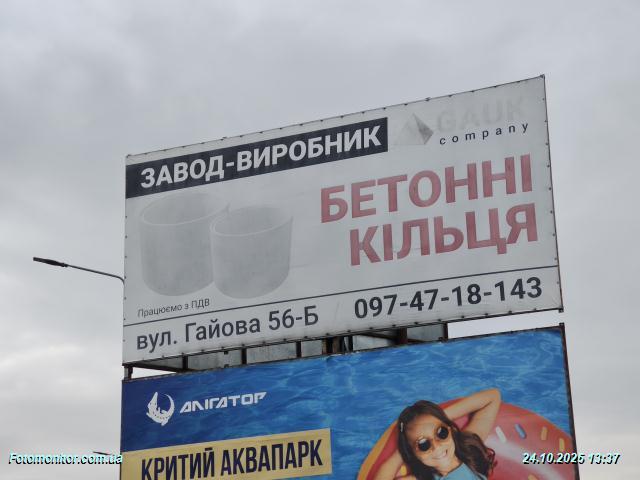 GAUK
company
ЗАВОД-ВИРОБНИК
БЕТОННІ
КІЛЬЦЯ
Працюємо з ПДВ
вул. Гайова 56-Б
097-47-18-143
АЛІГАТОР
КРИТИЙ АКВАПАРК
Fotomonitor.com.ua
24.10.2025 13:37